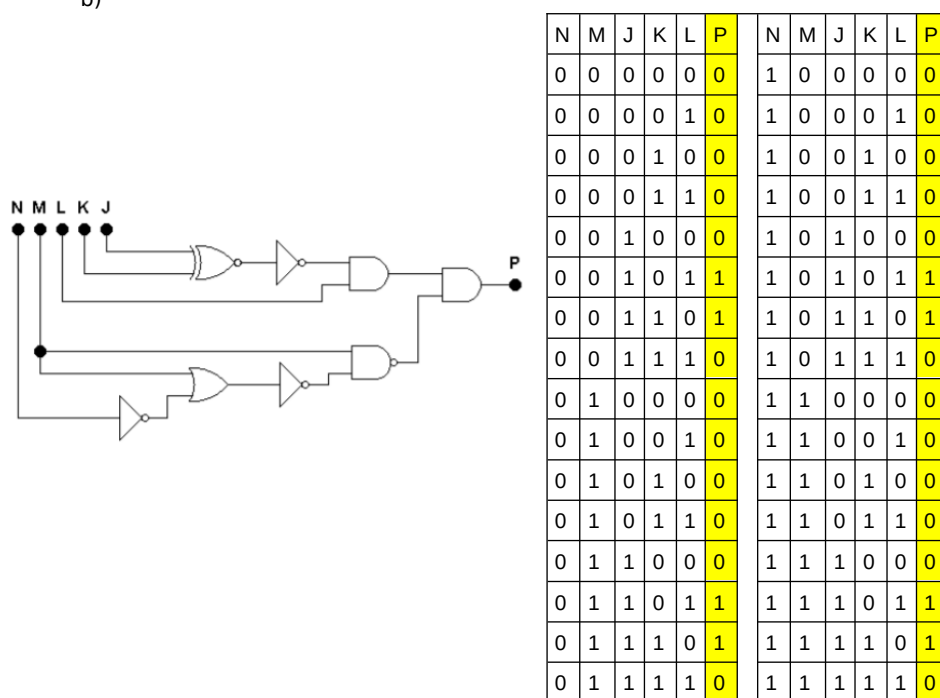 b)
N M J K L P N M J K L P
0 0 0 0 0 0 1 0 0 0 0 0
0 0 0 0 1 0 1 0 0 0 1 0
0 0 0 1 0 0 1 0 0 1 0 0
0 0 0 1 1 0 1 0 0 1 1 0
0 0 1 0 0 0 1 0 1 0 0 0
0 0 1 0 1 1 1 0 1 0 1 1
0 0 1 1 0 1 1 0 1 1 0 1
0 0 1 1 1 0 1 0 1 1 1 0
0 1 0 0 0 0 1 1 0 0 0 0
0 1 0 0 1 0 1 1 0 0 1 0
0 1 0 1 0 0 1 1 0 1 0 0
0 1 0 1 1 0 1 1 0 1 1 0
0 1 1 0 0 0 1 1 1 0 0 0
0 1 1 0 1 1 1 1 1 0 1 1
0 1 1 1 0 1 1 1 1 1 0 1
0 1 1 1 1 0 1 1 1 1 1 0
N M L K J
P